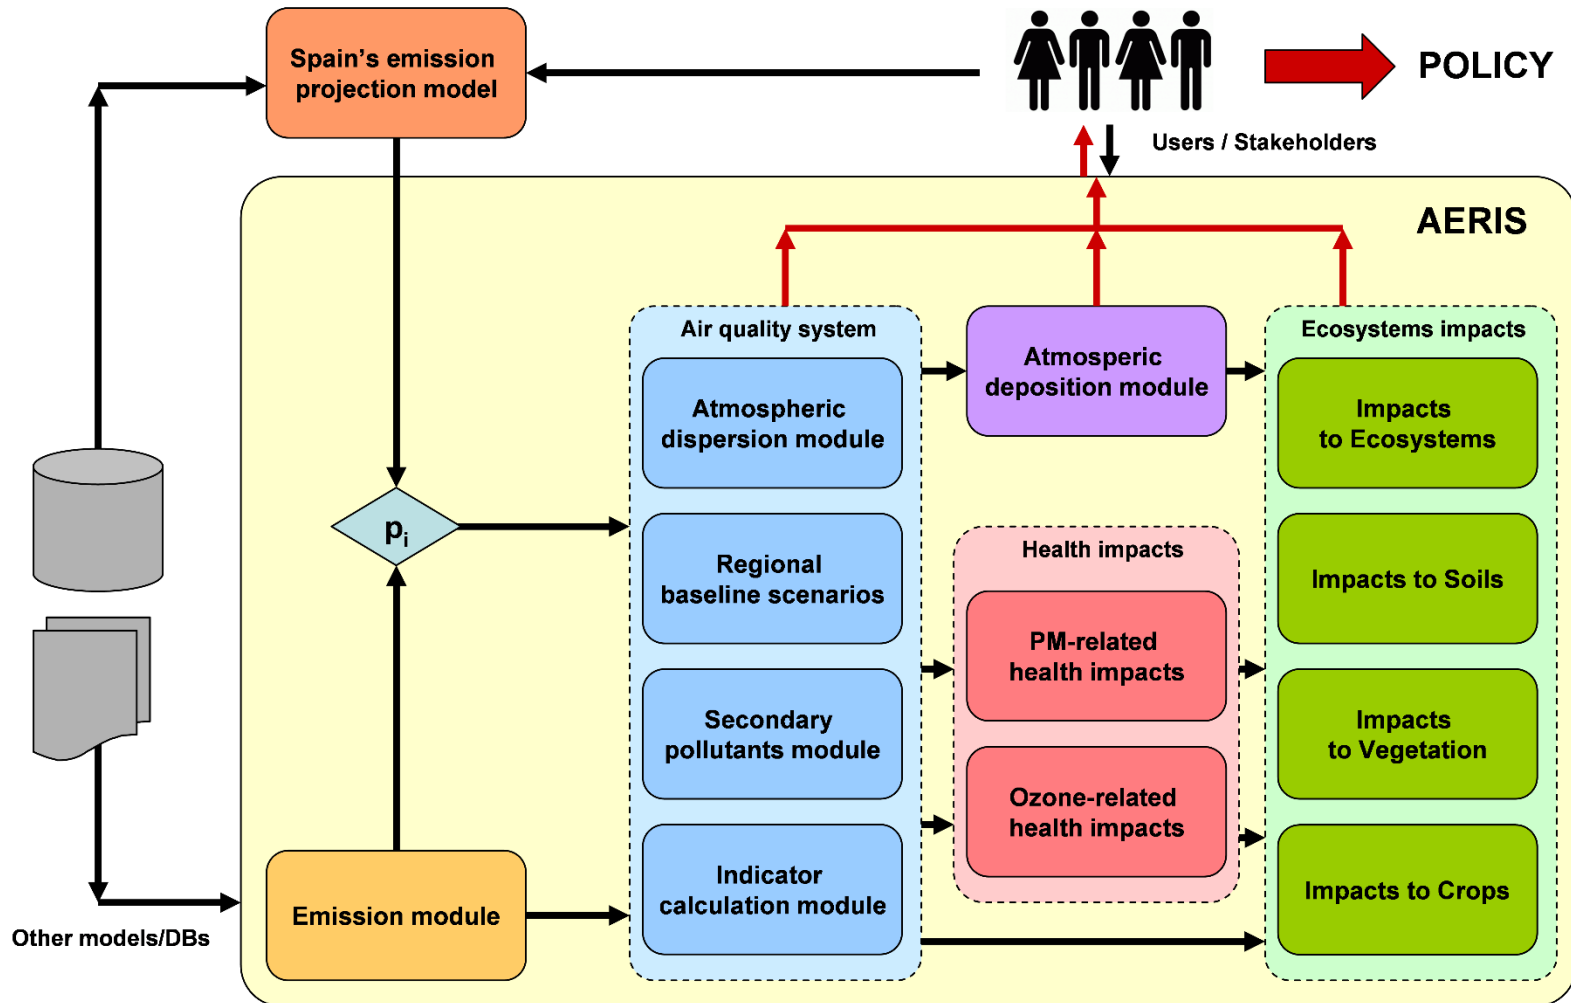 Spain's emission
projection model
POLICY
Users / Stakeholders
AERIS
Air quality system
Atmospheric
dispersion module
Regional
baseline scenarios
Secondary
pollutants module
Indicator
calculation module
Atmosperic
deposition module
Health impacts
PM-related
health impacts
Ozone-related
health impacts
Ecosystems impacts
Impacts
to Ecosystems
Impacts to Soils
Impacts
to Vegetation
Impacts to Crops
pi
Emission module
Other models/DBs